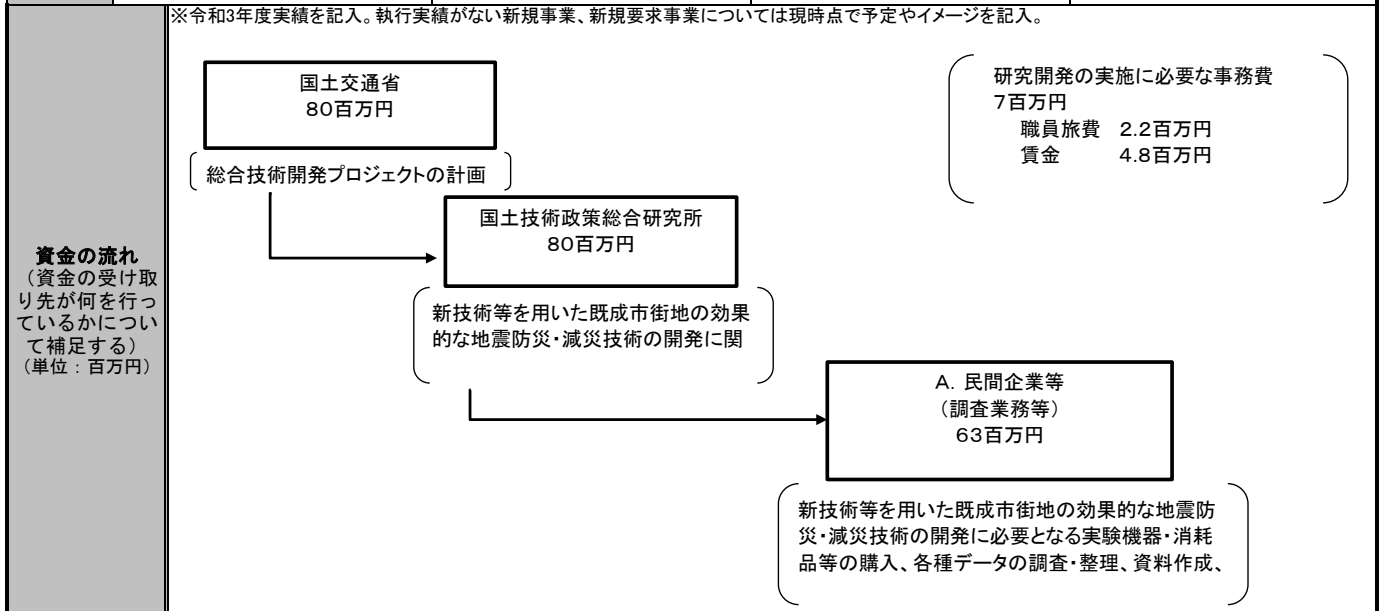 ※令和3年度実績を記入。執行実績がない新規事業、新規要求事業については現時点で予定やイメージを記入。
資金の流れ
（資金の受け取
り先が何を行っ
ているかについ
て補足する）
（単位：百万円）
国土交通省
80百万円
総合技術開発プロジェクトの計画
研究開発の実施に必要な事務費
7百万円
職員旅費 2.2百万円
賃金 4.8百万円
国土技術政策総合研究所
80百万円
新技術等を用いた既成市街地の効果
的な地震防災・減災技術の開発に関
A．民間企業等
（調査業務等）
63百万円
新技術等を用いた既成市街地の効果的な地震防
災・減災技術の開発に必要となる実験機器・消耗
品等の購入、各種データの調査・整理、資料作成、